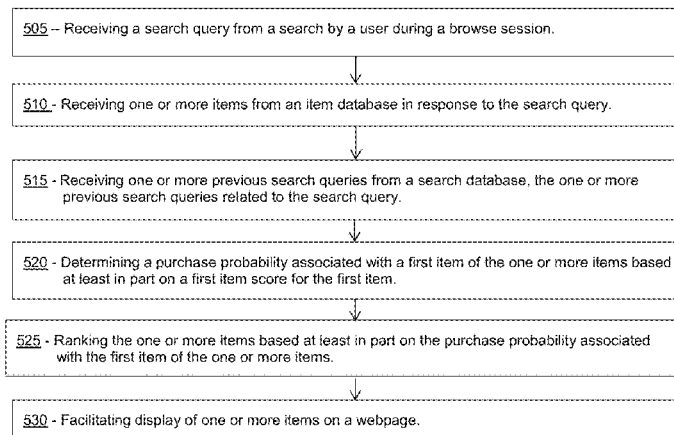 505 – Receiving a search query from a search by a user during a browse session.
510 - Receiving one or more items from an item database in response to the search query.
515 - Receiving one or more previous search queries from a search database, the one or more
previous search queries related to the search query.
520 - Determining a purchase probability associated with a first item of the one or more items based
at least in part on a first item score for the first item.
525 - Ranking the one or more items based at least in part on the purchase probability associated
with the first item of the one or more items.
530 - Facilitating display of one or more items on a webpage.